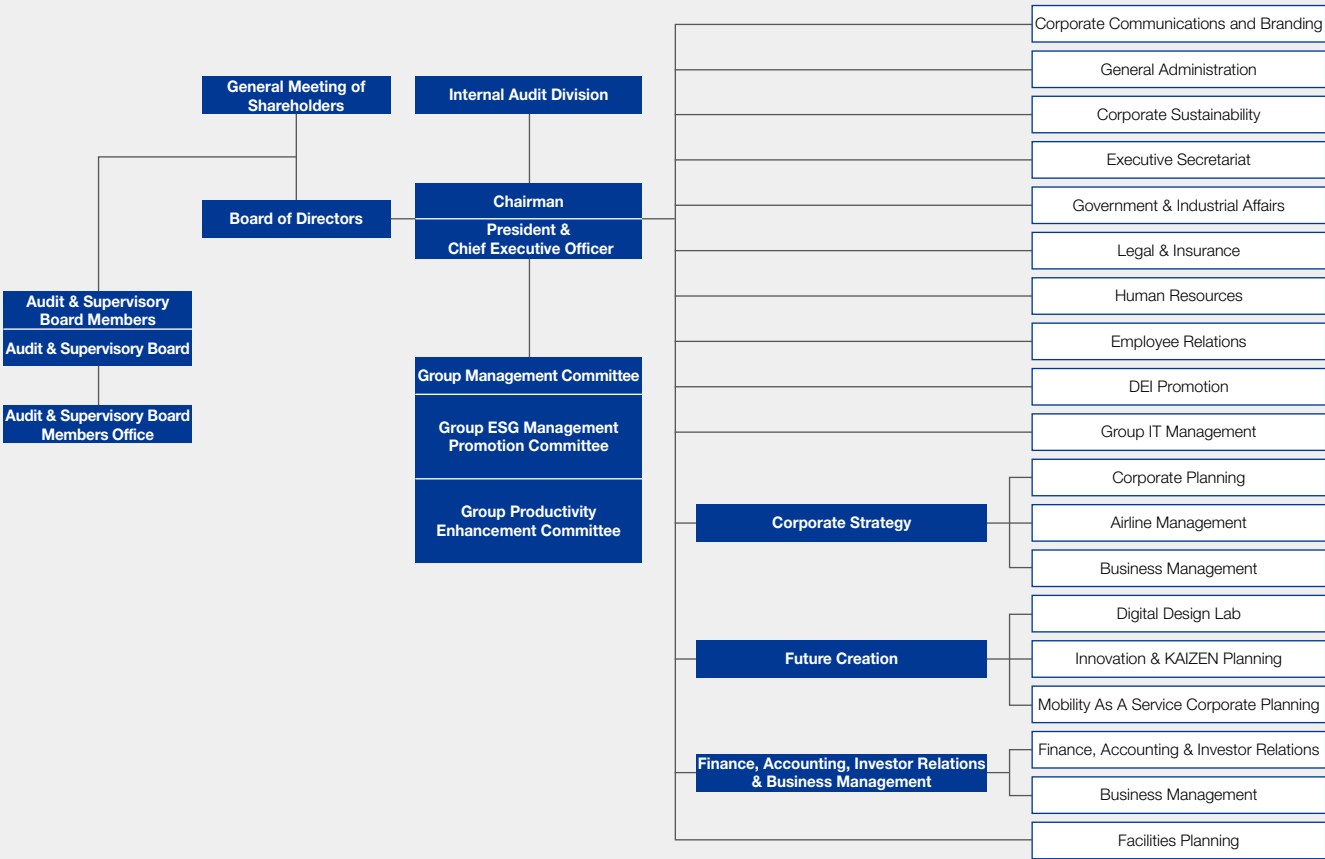 General Meeting of
Shareholders
Board of Directors
Audit & Supervisory
Board Members
Audit & Supervisory Board
Audit & Supervisory Board
Members Office
Internal Audit Division
Chairman
President &
Chief Executive Officer
Group Management Committee
Group ESG Management
Promotion Committee
Group Productivity
Enhancement Committee
Corporate Communications and Branding
General Administration
Corporate Sustainability
Executive Secretariat
Government & Industrial Affairs
Legal & Insurance
Human Resources
Employee Relations
DEI Promotion
Group IT Management
Corporate Strategy
Corporate Planning
Airline Management
Business Management
Future Creation
Digital Design Lab
Innovation & KAIZEN Planning
Mobility As A Service Corporate Planning
Finance, Accounting, Investor Relations
& Business Management
Finance, Accounting & Investor Relations
Business Management
Facilities Planning